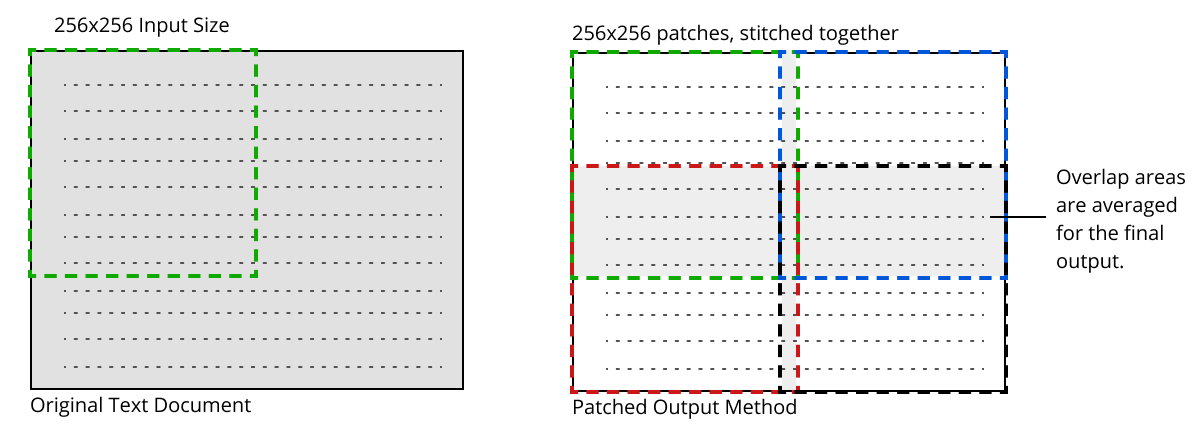 256x256 Input Size
Original Text Document
256x256 patches, stitched together
Overlap areas
are averaged
for the final
output.
Patched Output Method